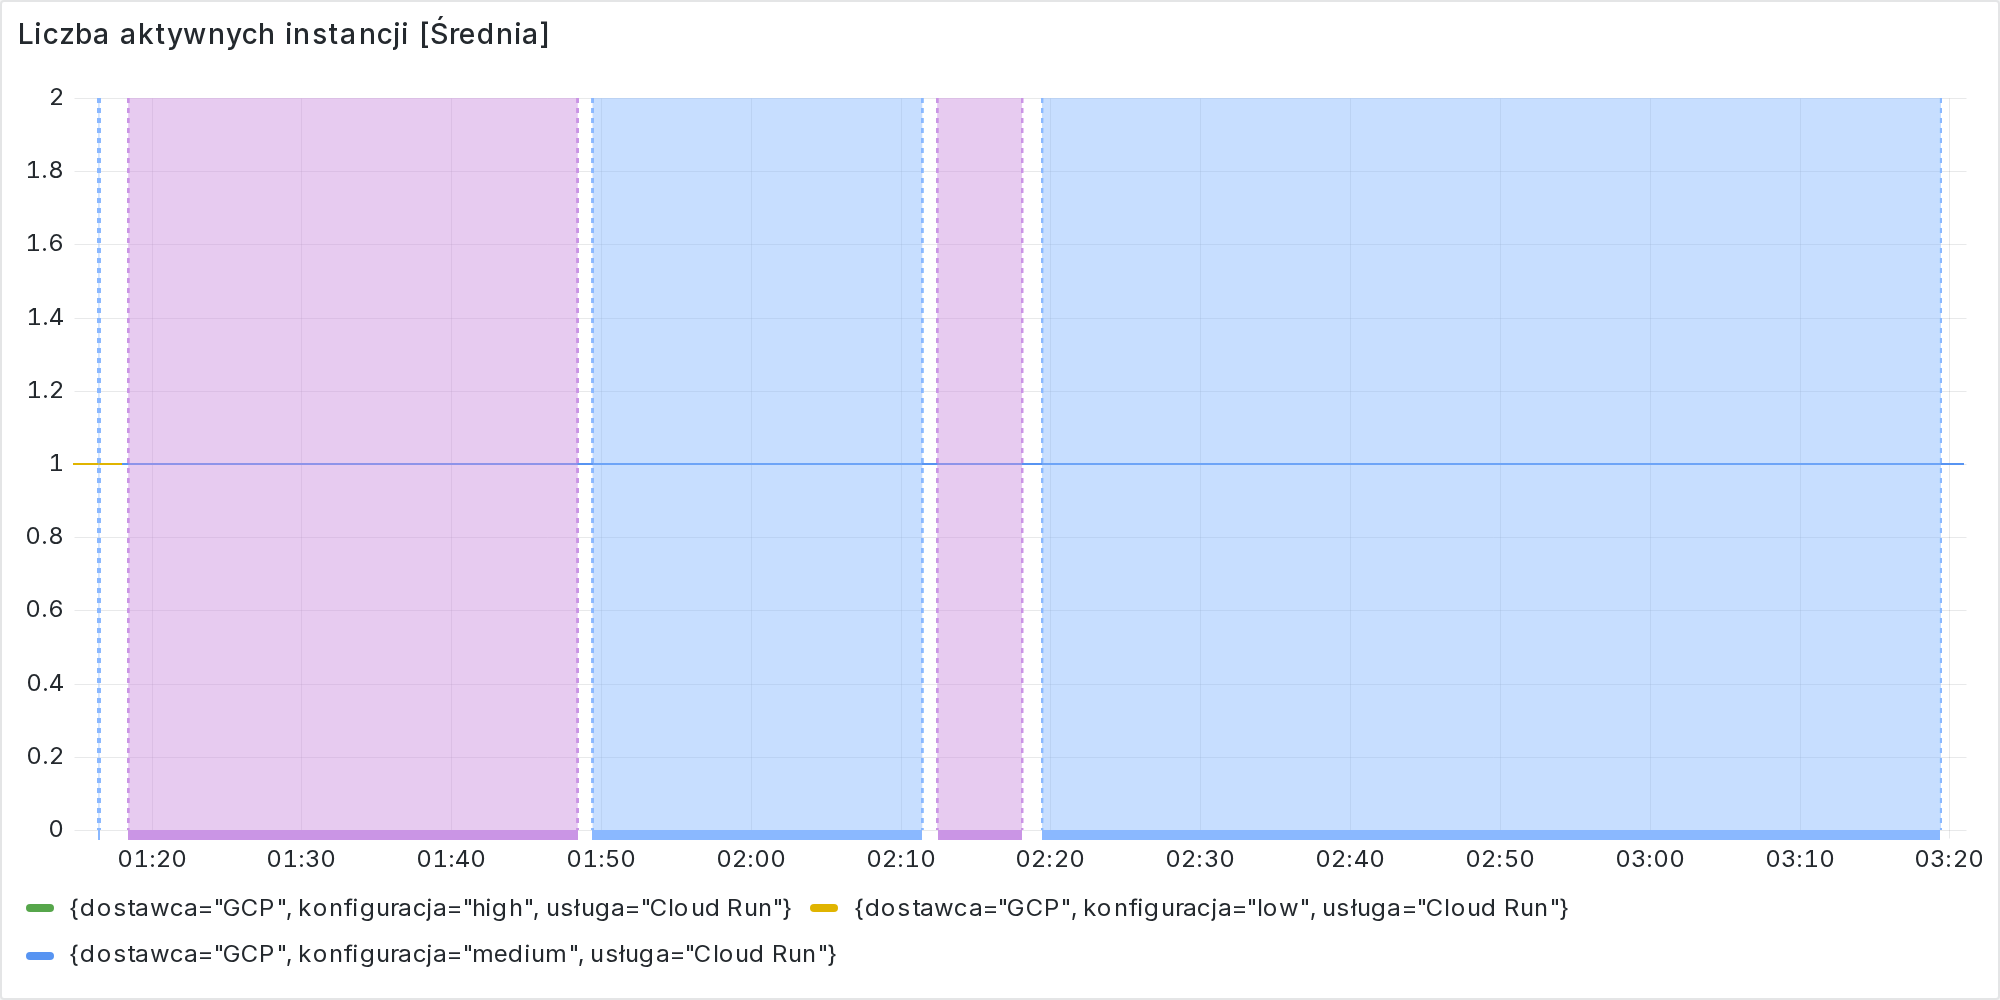 Liczba aktywnych instancji [Średnia]
2
1.8
1.6
1.4
1.2
1
0.8
0.6
0.4
0.2
0
01:20 01:30 01:40 01:50 02:00 02:10 02:20 02:30 02:40 02:50 03:00 03:10 03:20
{dostawca="GCP", konfiguracja="high", usługa="Cloud Run"} {dostawca="GCP", konfiguracja="low", usługa="Cloud Run"}
{dostawca="GCP", konfiguracja="medium", usługa="Cloud Run"}